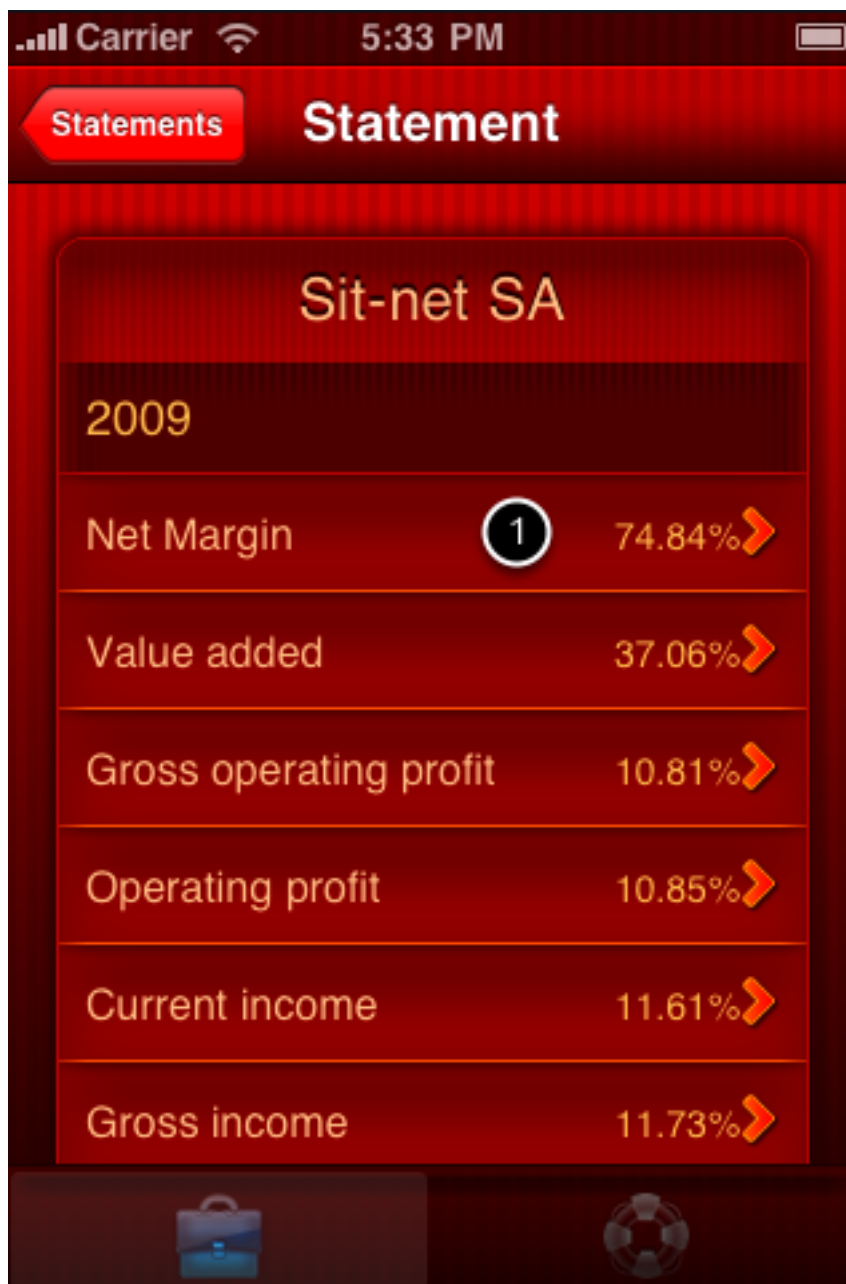 Carrier 5:33 PM
Statements Statement
Sit-net SA
2009
Net Margin 1 74.84%
Value added 37.06%
Gross operating profit 10.81%
Operating profit 10.85%
Current income 11.61%
Gross income 11.73%